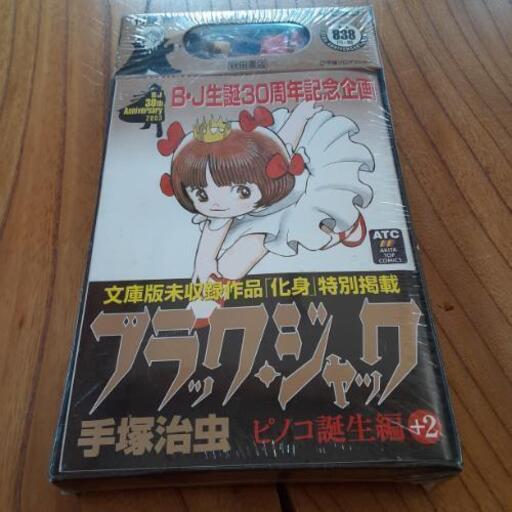 838
秋田書店
B・J
30th
Anniversary
2003
B・J生誕30周年記念企画
ATC
AKITA
TOP
COMICS
文庫版未収録作品「化身」特別掲載
ブラック・ジャック
手塚治虫
ピノコ誕生編+2